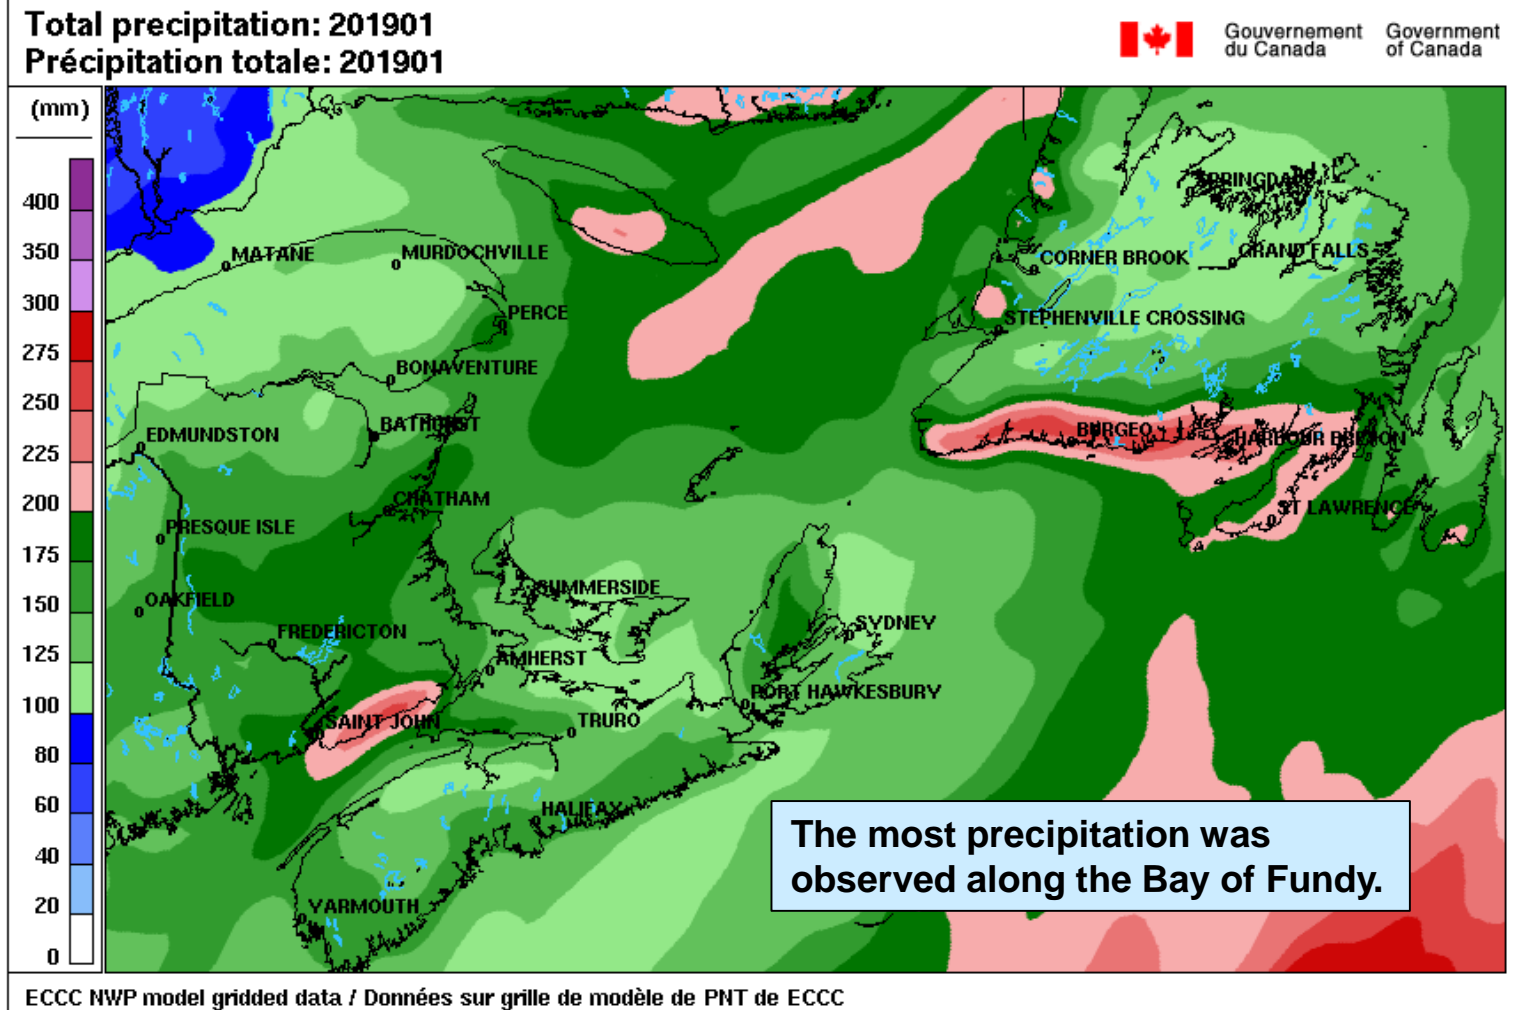 Total precipitation: 201901
Précipitation totale: 201901
Gouvernement du Canada
Government of Canada
(mm)
400
350
300
275
250
225
200
175
150
125
100
80
60
40
20
0
SPRINGDALE
MATANE
MURDOCHVILLE
CORNER BROOK
GRAND FALLS
PERCE
STEPHENVILLE CROSSING
BONAVENTURE
BATHURST
EDMUNDSTON
BURGEO
HARBOUR BRETON
CHATHAM
ST LAWRENCE
PRESQUE ISLE
SUMMERSIDE
OAKFIELD
FREDERICTON
SYDNEY
AMHERST
PORT HAWKESBURY
SAINT JOHN
TRURO
HALIFAX
The most precipitation was
observed along the Bay of Fundy.
YARMOUTH
ECCC NWP model gridded data / Données sur grille de modèle de PNT de ECCC